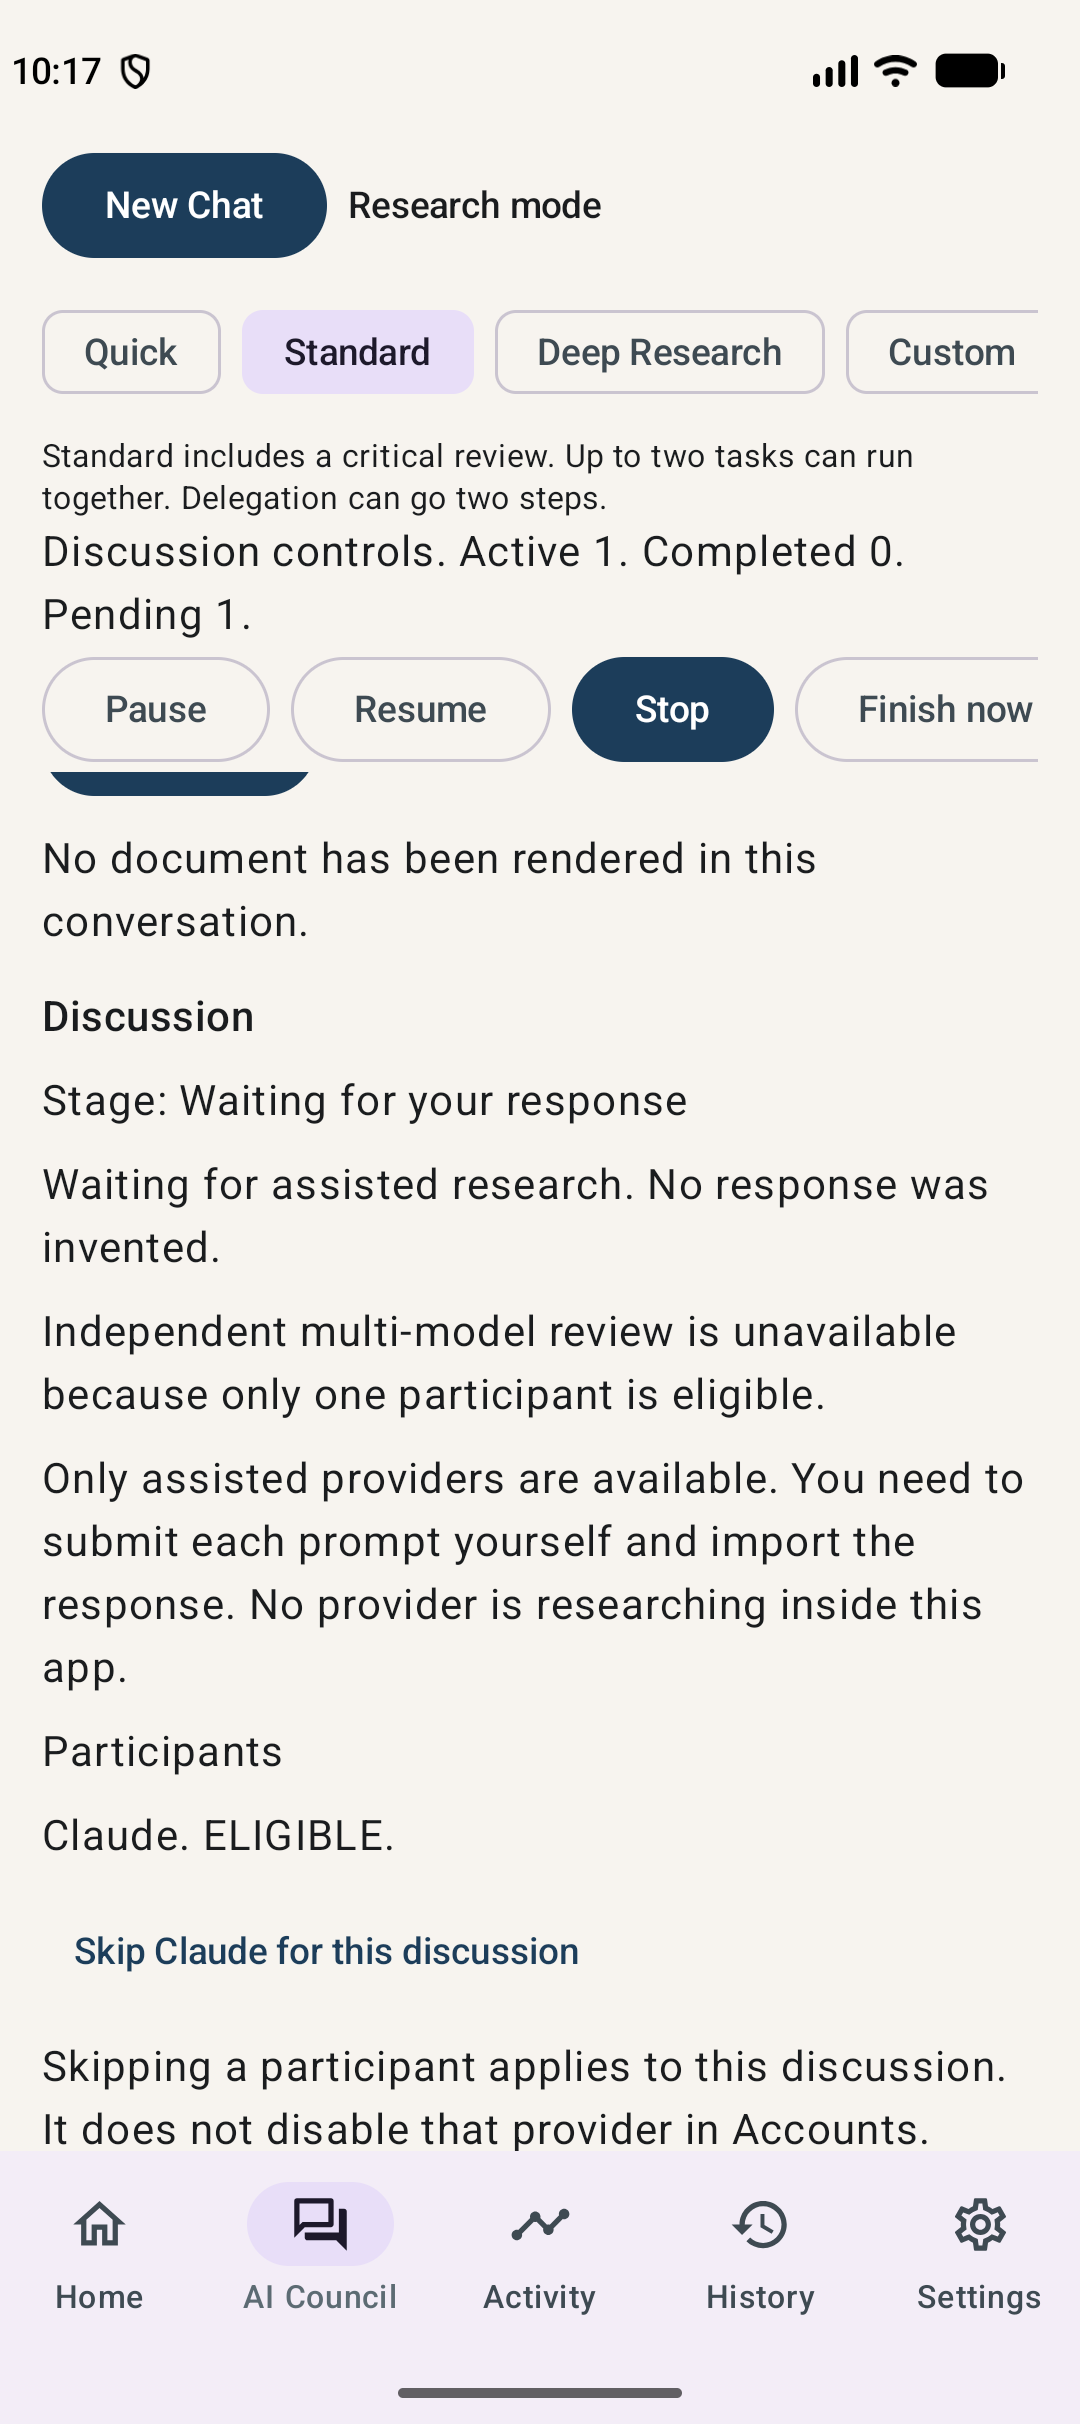 10:17
New Chat
Research mode
Quick
Standard
Deep Research
Custom
Standard includes a critical review. Up to two tasks can run
together. Delegation can go two steps.
Discussion controls. Active 1. Completed 0.
Pending 1.
Pause
Resume
Stop
Finish now
No document has been rendered in this
conversation.
Discussion
Stage: Waiting for your response
Waiting for assisted research. No response was
invented.
Independent multi-model review is unavailable
because only one participant is eligible.
Only assisted providers are available. You need to
submit each prompt yourself and import the
response. No provider is researching inside this
app.
Participants
Claude. ELIGIBLE.
Skip Claude for this discussion
Skipping a participant applies to this discussion.
It does not disable that provider in Accounts.
Home
AI Council
Activity
History
Settings